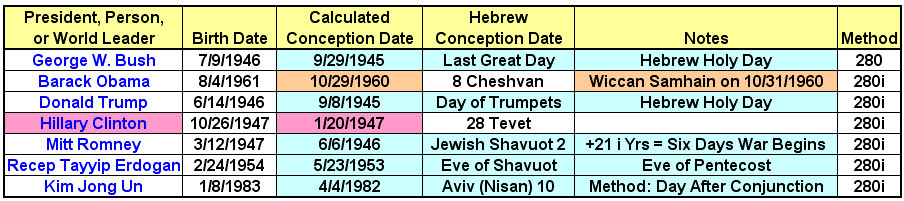 President, Person, or World Leader | Birth Date | Calculated Conception Date | Hebrew Conception Date | Notes | Method
George W. Bush | 7/9/1946 | 9/29/1945 | Last Great Day | Hebrew Holy Day | 280
Barack Obama | 8/4/1961 | 10/29/1960 | 8 Cheshvan | Wiccan Samhain on 10/31/1960 | 280i
Donald Trump | 6/14/1946 | 9/8/1945 | Day of Trumpets | Hebrew Holy Day | 280i
Hillary Clinton | 10/26/1947 | 1/20/1947 | 28 Tevet | | 280i
Mitt Romney | 3/12/1947 | 6/6/1946 | Jewish Shavuot 2 | +21 i Yrs = Six Days War Begins | 280i
Recep Tayyip Erdogan | 2/24/1954 | 5/23/1953 | Eve of Shavuot | Eve of Pentecost | 280i
Kim Jong Un | 1/8/1983 | 4/4/1982 | Aviv (Nisan) 10 | Method: Day After Conjunction | 280i